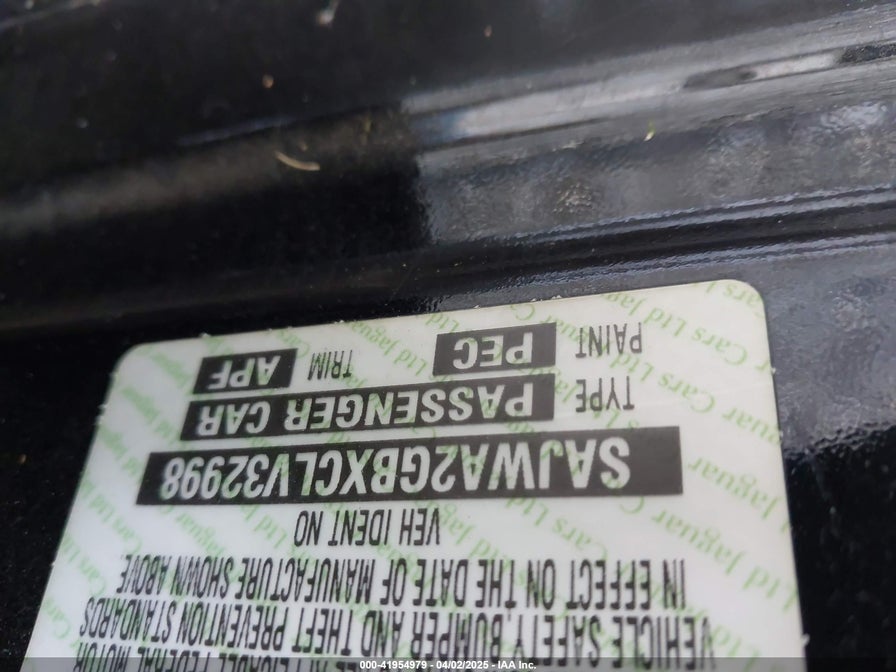 FEDERAL MOTOR
VEHICLE SAFETY, BUMPER AND THEFT PREVENTION STANDARDS
IN EFFECT ON THE DATE OF MANUFACTURE SHOWN ABOVE.
VEH IDENT NO
SAJWA2GBXCLV32998
TYPE PASSENGER CAR
PAINT PEC TRIM APF
Jaguar Cars Ltd
000-41954979 - 04/02/2025 - IAA Inc.